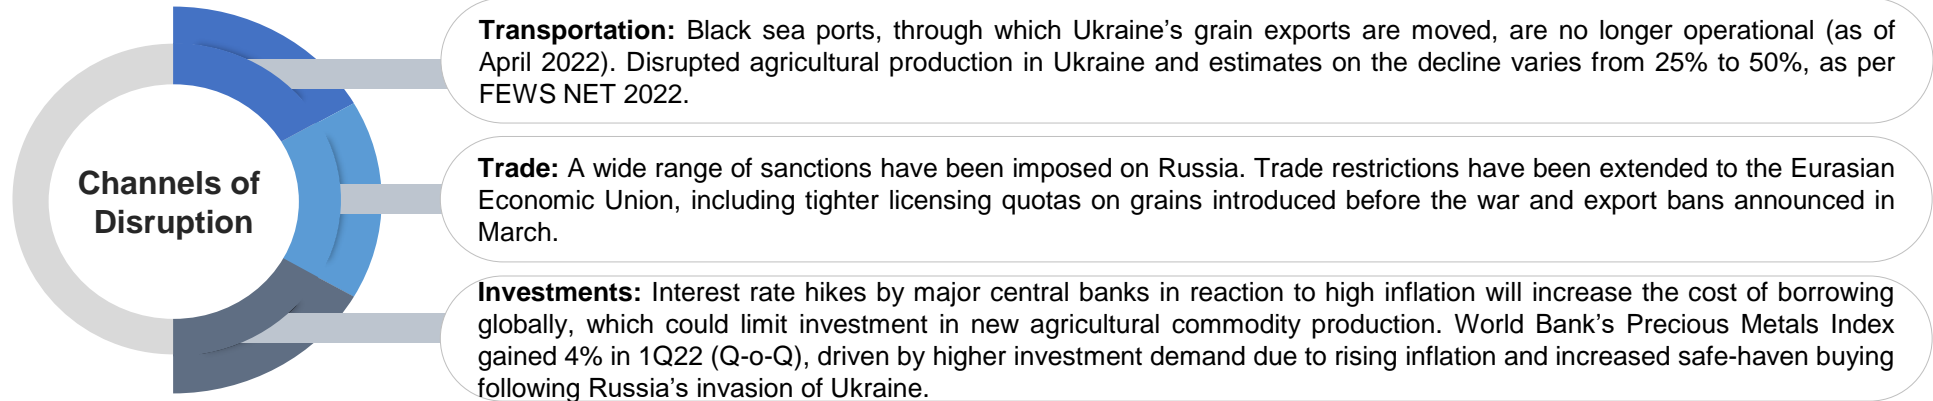 Channels of
Disruption
Transportation: Black sea ports, through which Ukraine’s grain exports are moved, are no longer operational (as of
April 2022). Disrupted agricultural production in Ukraine and estimates on the decline varies from 25% to 50%, as per
FEWS NET 2022.
Trade: A wide range of sanctions have been imposed on Russia. Trade restrictions have been extended to the Eurasian
Economic Union, including tighter licensing quotas on grains introduced before the war and export bans announced in
March.
Investments: Interest rate hikes by major central banks in reaction to high inflation will increase the cost of borrowing
globally, which could limit investment in new agricultural commodity production. World Bank’s Precious Metals Index
gained 4% in 1Q22 (Q-o-Q), driven by higher investment demand due to rising inflation and increased safe-haven buying
following Russia’s invasion of Ukraine.